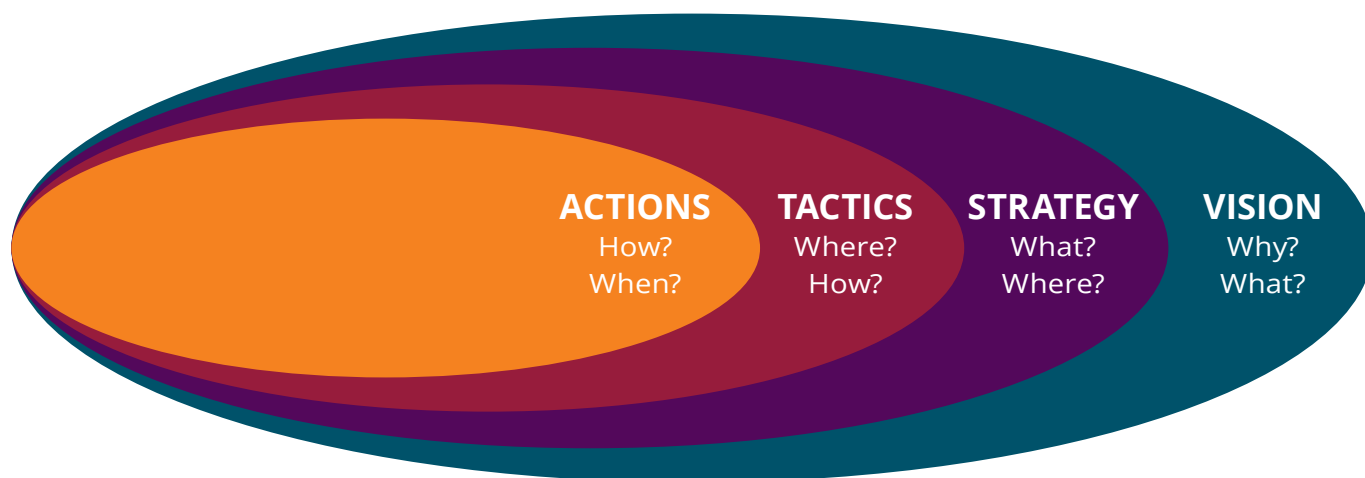 ACTIONS
How?
When?
TACTICS
Where?
How?
STRATEGY
What?
Where?
VISION
Why?
What?